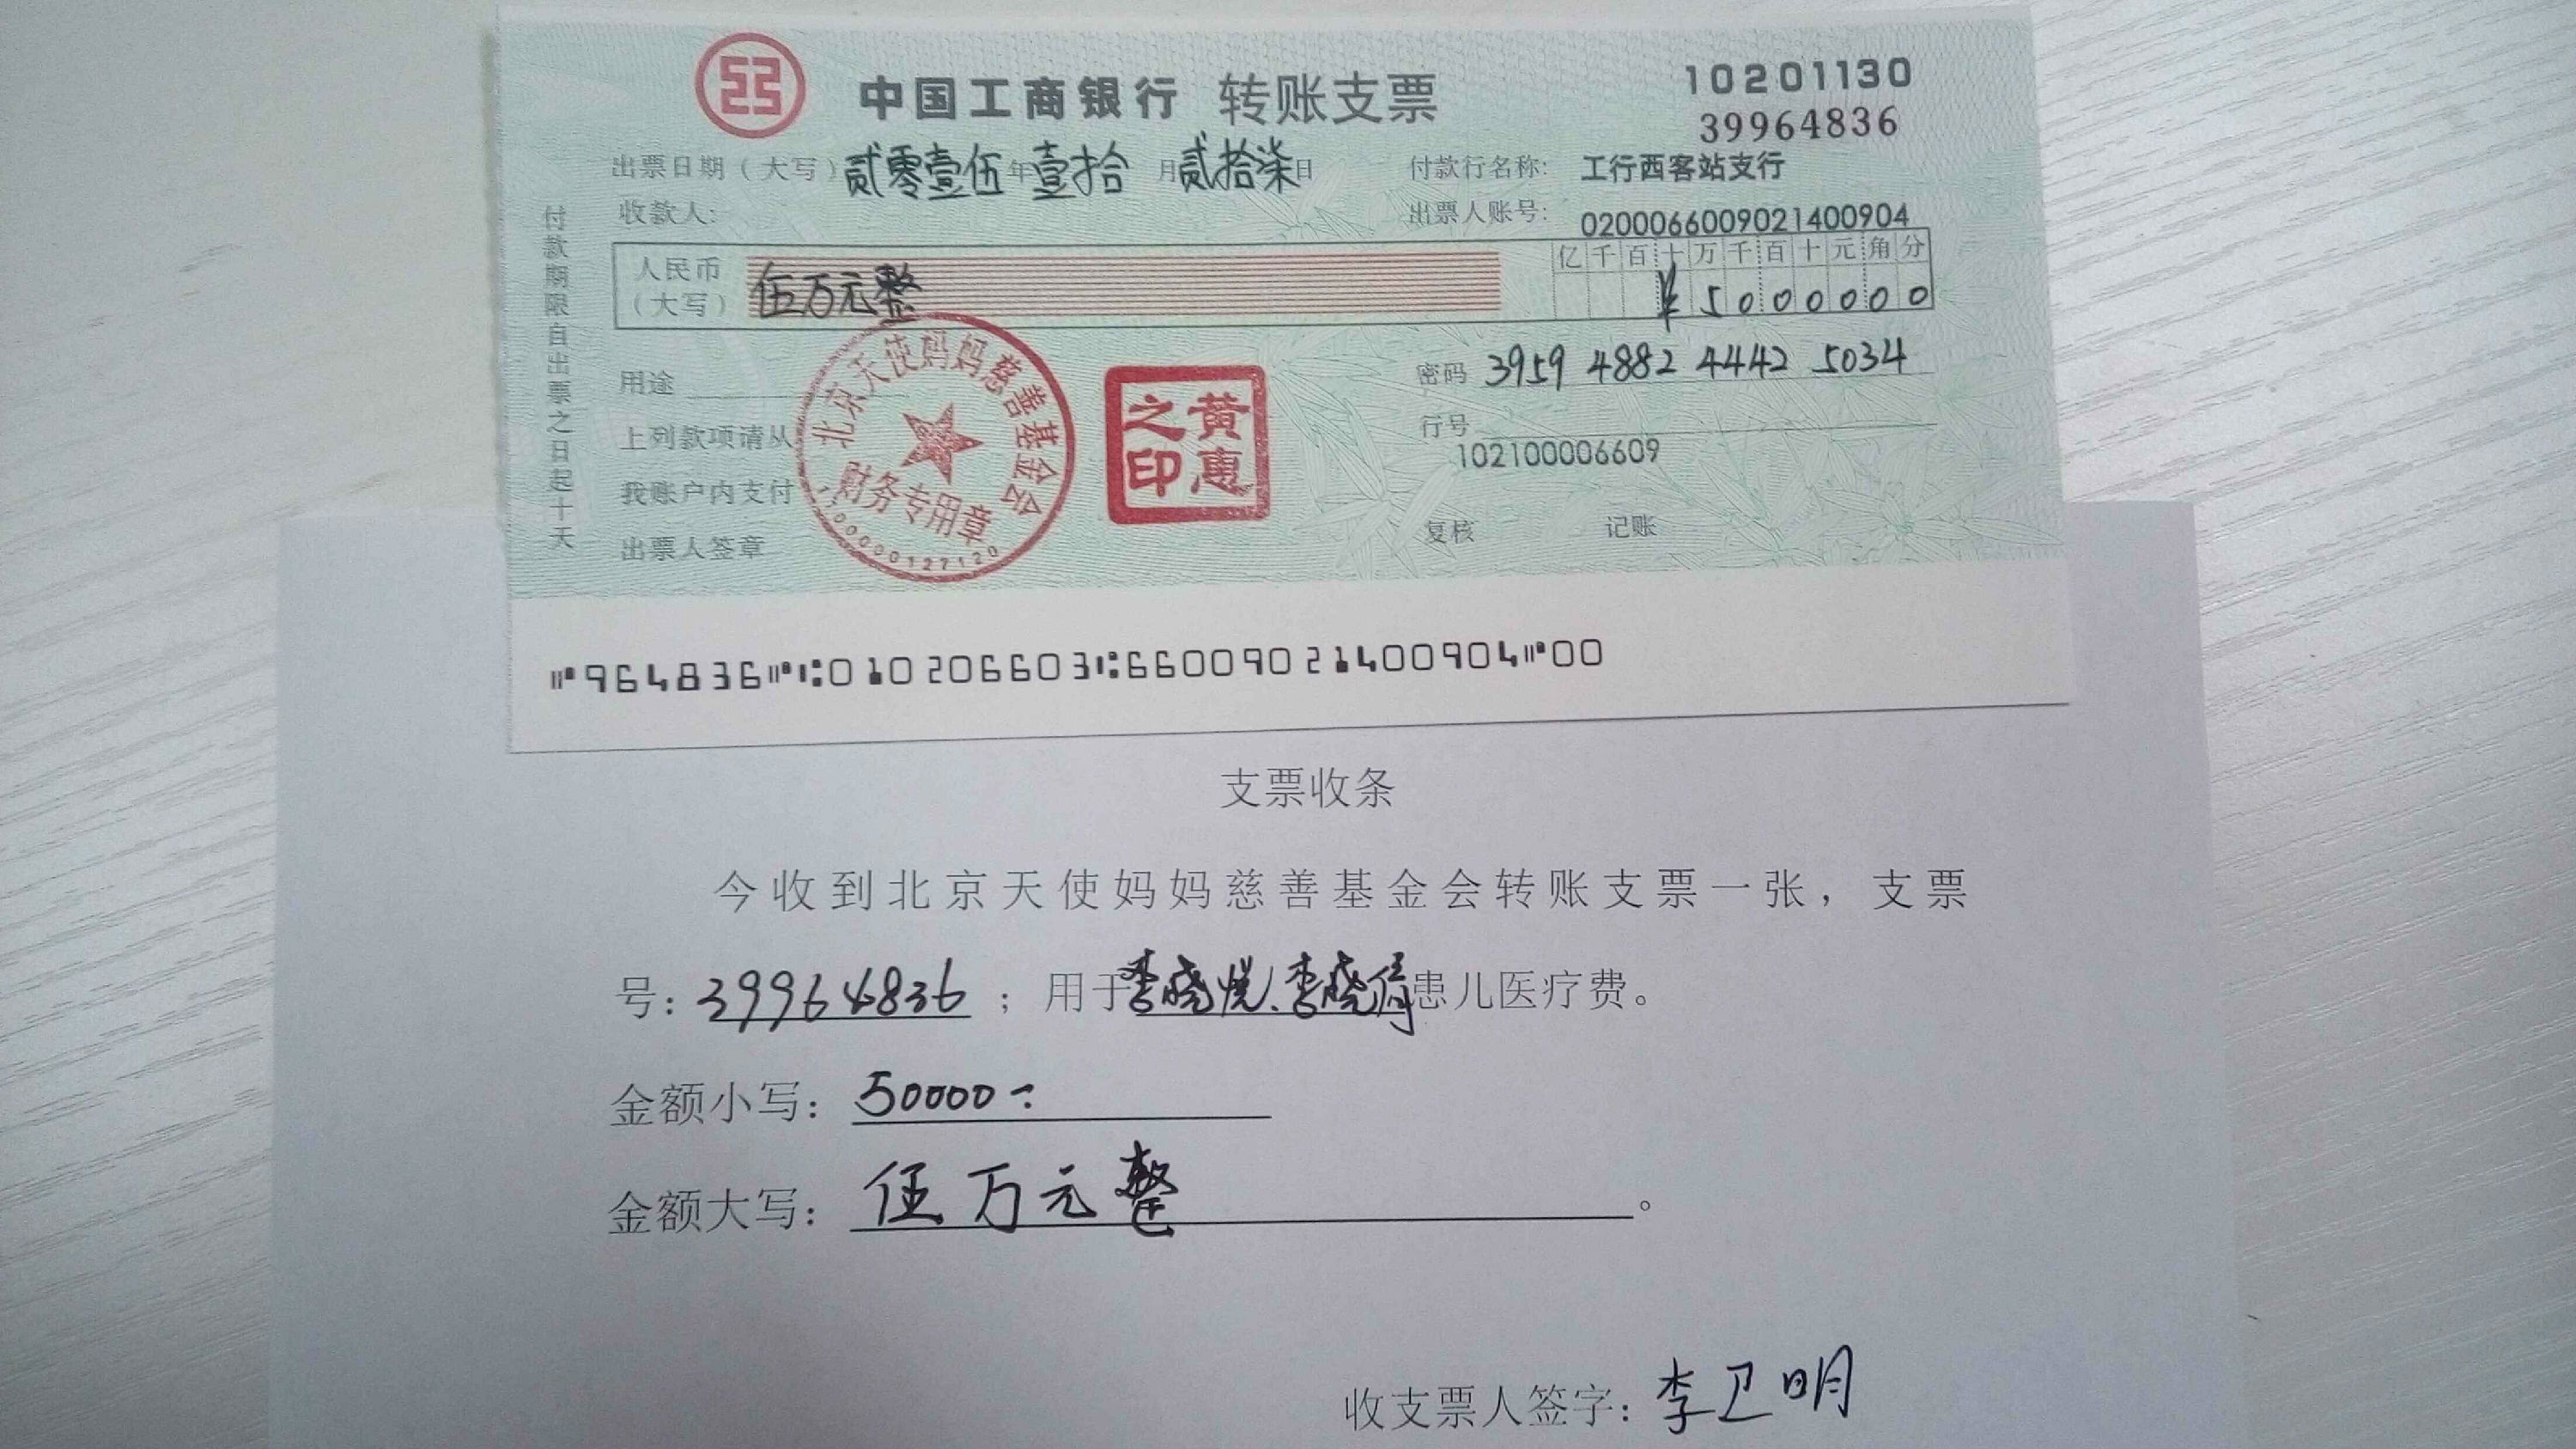 中国工商银行 转账支票
10201130
39964836
出票日期（大写）贰零壹伍年壹拾月贰拾柒日
付款行名称：工行西客站支行
收款人：
出票人账号：0200066009021400904
人民币（大写）伍万元整
亿千百十万千百十元角分
¥5000000
用途
密码 3959 4882 4442 5034
上列款项请从
行号
102100006609
我账户内支付
出票人签章
复核 记账
付款期限自出票之日起十天
北京天使妈妈慈善基金会
财务专用章
1100000127120
黄惠之印
⑈964836⑈⑆010206603⑆66009021400904⑈00
支票收条
今收到北京天使妈妈慈善基金会转账支票一张，支票
号：39964836；用于李晓悦、李晓倩患儿医疗费。
金额小写：50000-:
金额大写：伍万元整。
收支票人签字：李卫明